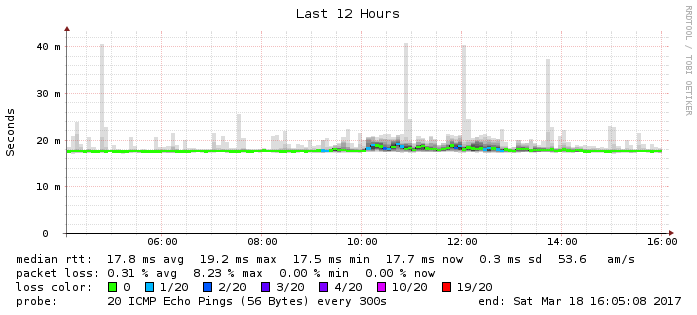 Last 12 Hours
RRDTOOL / TOBI OETIKER
Seconds
40 m
30 m
20 m
10 m
0
06:00 08:00 10:00 12:00 14:00 16:00
median rtt: 17.8 ms avg 19.2 ms max 17.5 ms min 17.7 ms now 0.3 ms sd 53.6 am/s
packet loss: 0.31 % avg 8.23 % max 0.00 % min 0.00 % now
loss color: 0 1/20 2/20 3/20 4/20 10/20 19/20
probe: 20 ICMP Echo Pings (56 Bytes) every 300s end: Sat Mar 18 16:05:08 2017